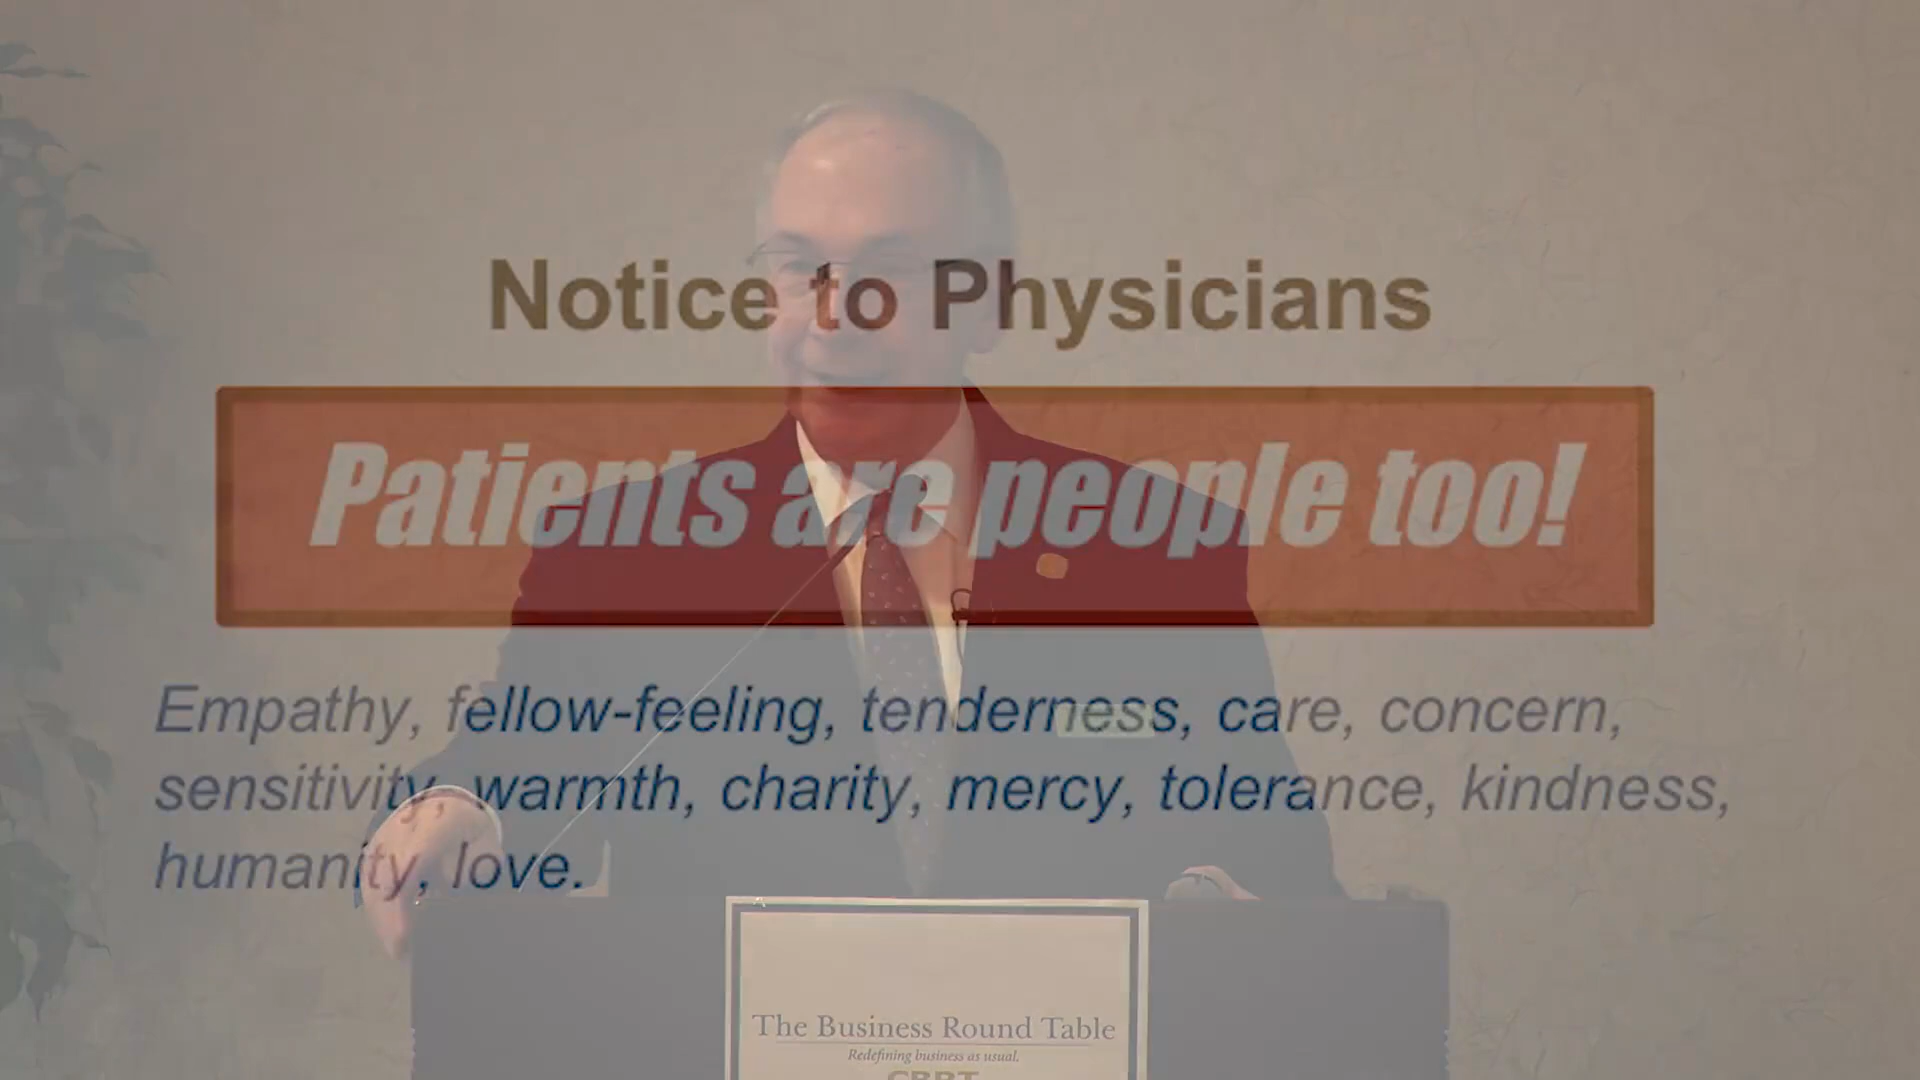 Notice to Physicians
Patients are people too!
Empathy, fellow-feeling, tenderness, care, concern,
sensitivity, warmth, charity, mercy, tolerance, kindness,
humanity, love.
The Business Round Table
Redefining business as usual.
CBRT